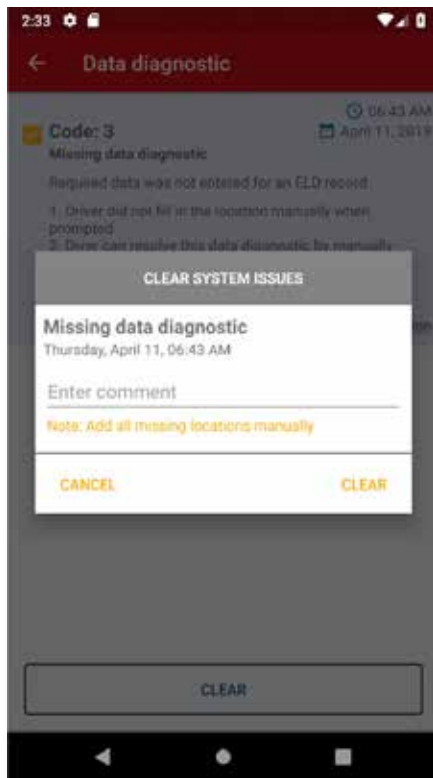 2:33
Data diagnostic
06:43 AM
Code: 3
April 11, 2019
Missing data diagnostic
Required data was not entered for an ELD record
1. Driver did not fill in the location manually when
prompted
2. Driver can resolve this data diagnostic by manually
CLEAR SYSTEM ISSUES
Missing data diagnostic
Thursday, April 11, 06:43 AM
Enter comment
Note: Add all missing locations manually
CANCEL
CLEAR
CLEAR